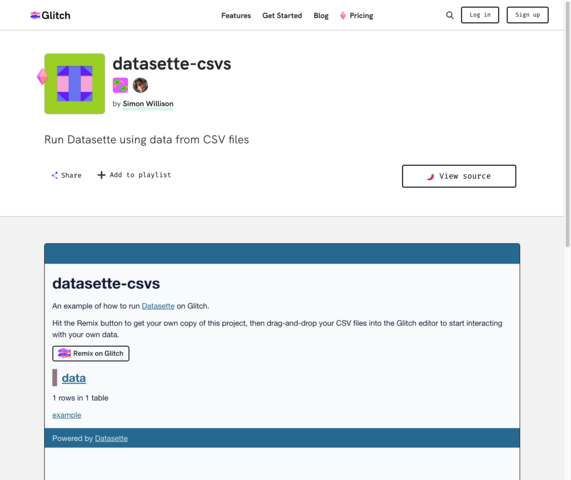 Glitch
Features Get Started Blog Pricing Log in Sign up
datasette-csvs
by Simon Willison
Run Datasette using data from CSV files
Share Add to playlist View source
datasette-csvs
An example of how to run Datasette on Glitch.
Hit the Remix button to get your own copy of this project, then drag-and-drop your CSV files into the Glitch editor to start interacting
with your own data.
Remix on Glitch
data
1 rows in 1 table
example
Powered by Datasette